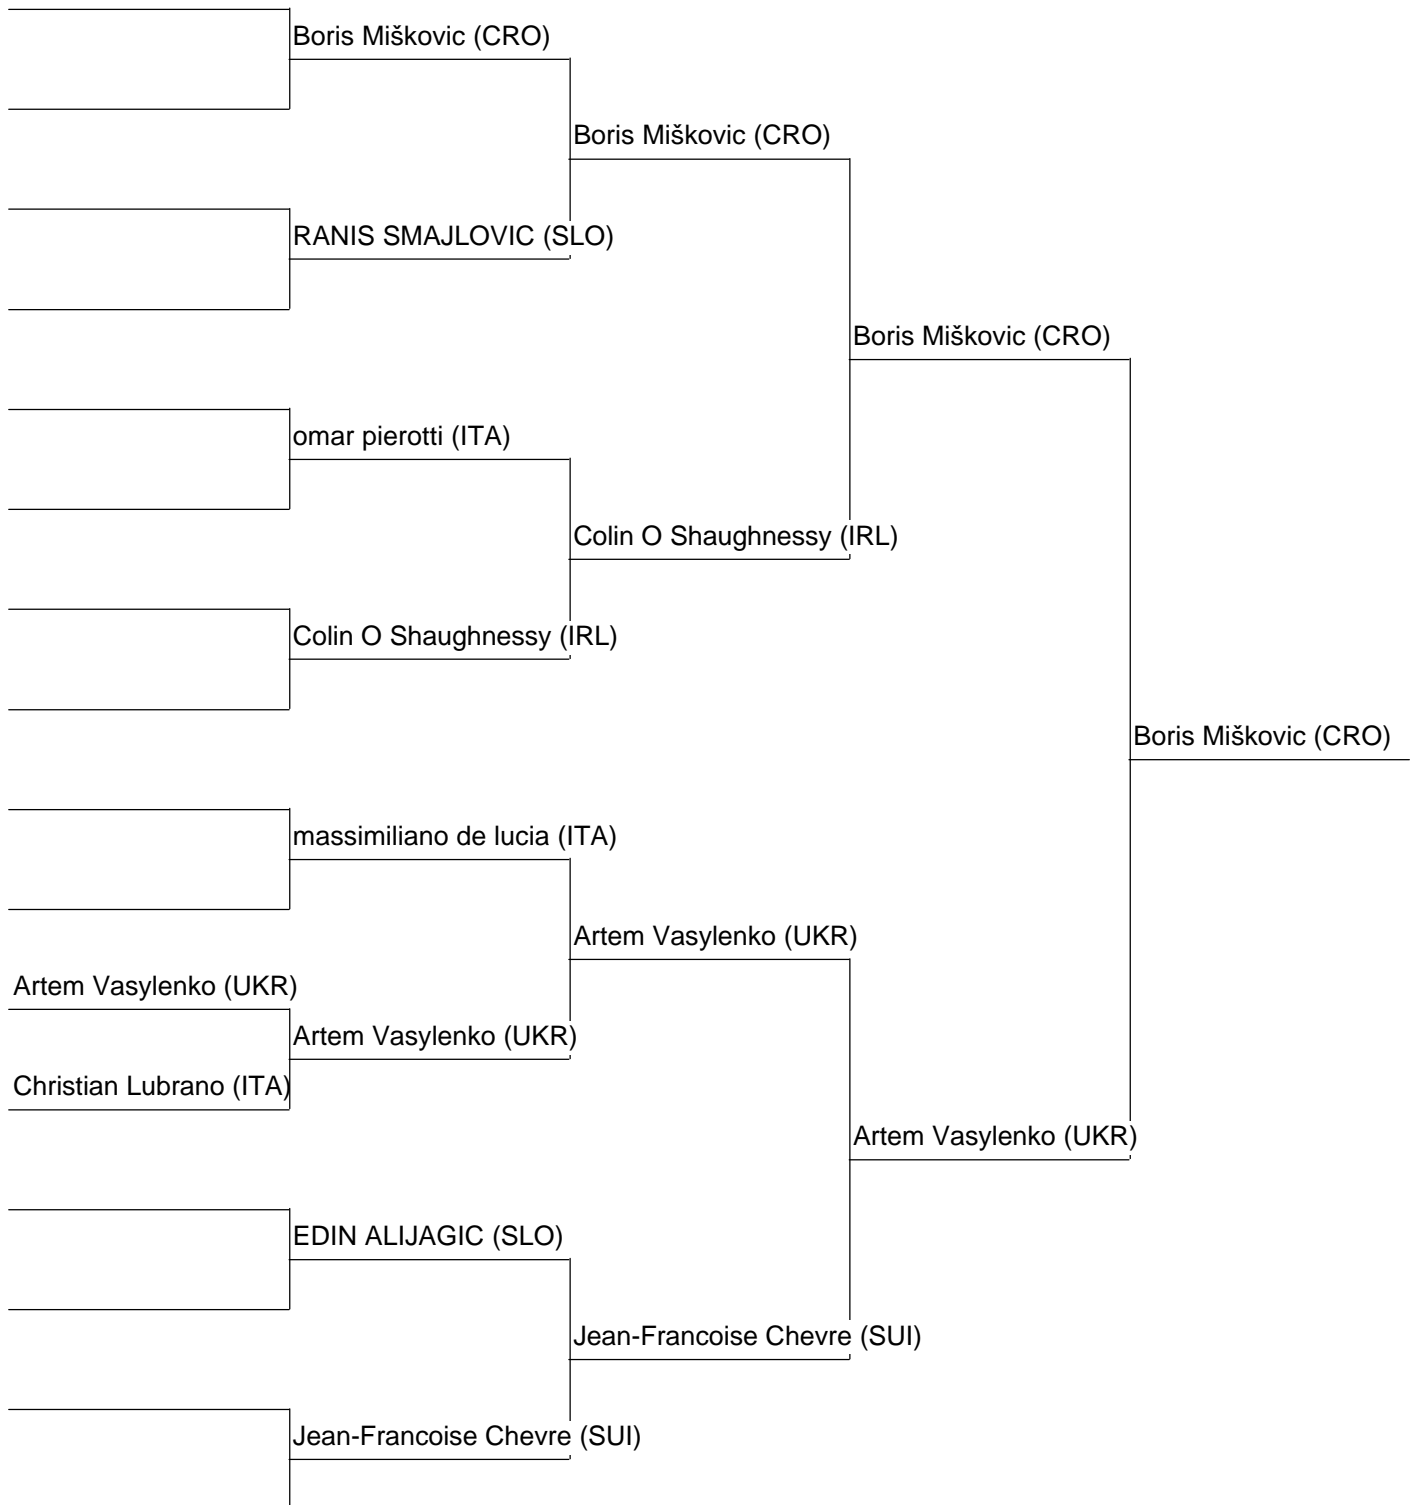 Boris Miškovic (CRO)
Boris Miškovic (CRO)
RANIS SMAJLOVIC (SLO)
Boris Miškovic (CRO)
omar pierotti (ITA)
Colin O Shaughnessy (IRL)
Colin O Shaughnessy (IRL)
Boris Miškovic (CRO)
massimiliano de lucia (ITA)
Artem Vasylenko (UKR)
Artem Vasylenko (UKR)
Artem Vasylenko (UKR)
Christian Lubrano (ITA)
Artem Vasylenko (UKR)
EDIN ALIJAGIC (SLO)
Jean-Francoise Chevre (SUI)
Jean-Francoise Chevre (SUI)